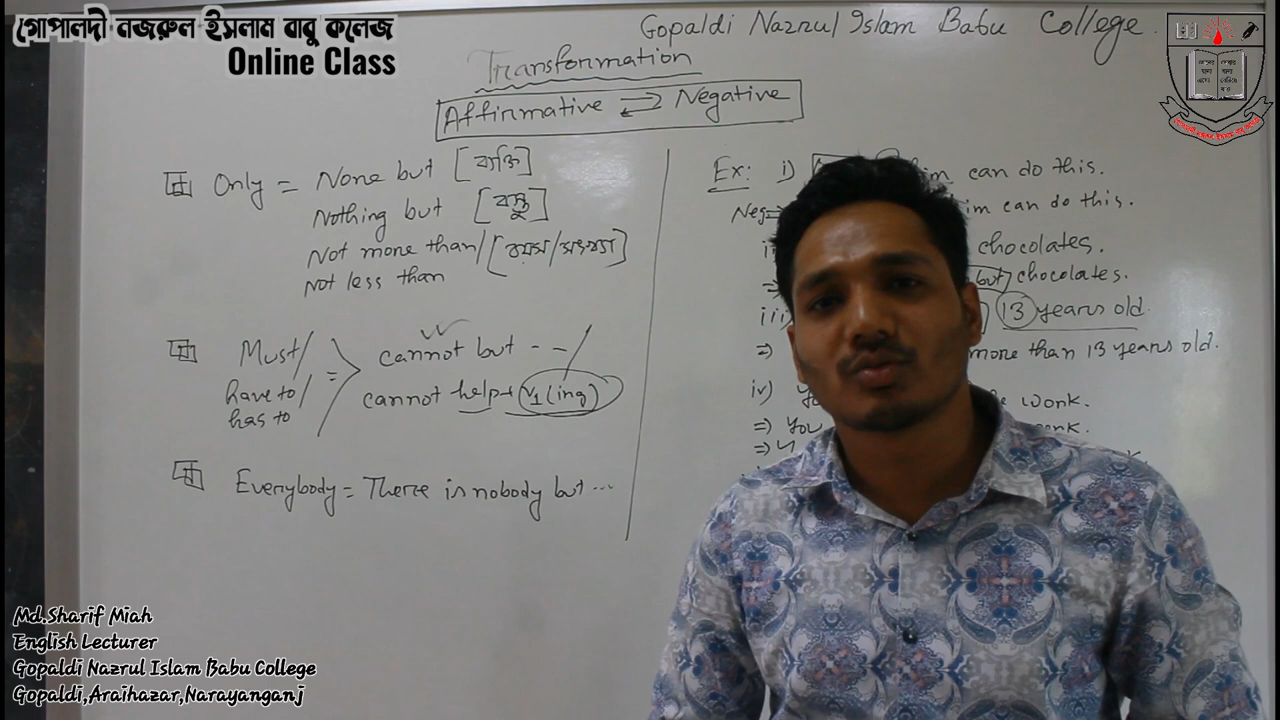 গোপালদী নজরুল ইসলাম বাবু কলেজ
Online Class
Gopaldi Nazrul Islam Babu College.
Transformation
Affirmative ⇄ Negative
Only = None but [ব্যক্তি]
Nothing but [বস্তু]
Not more than/ [বয়স/সংখ্যা]
not less than
Must/
have to/
has to
= cannot but - -
cannot help + v1(ing)
Everybody = There is nobody but ...
Ex: i) can do this.
Neg can do this.
chocolates.
but chocolates.
iii) 13 years old.
=> more than 13 years old.
iv) work.
=> You
=>
Md.Sharif Miah
English Lecturer
Gopaldi Nazrul Islam Babu College
Gopaldi,Araihazar,Narayanganj